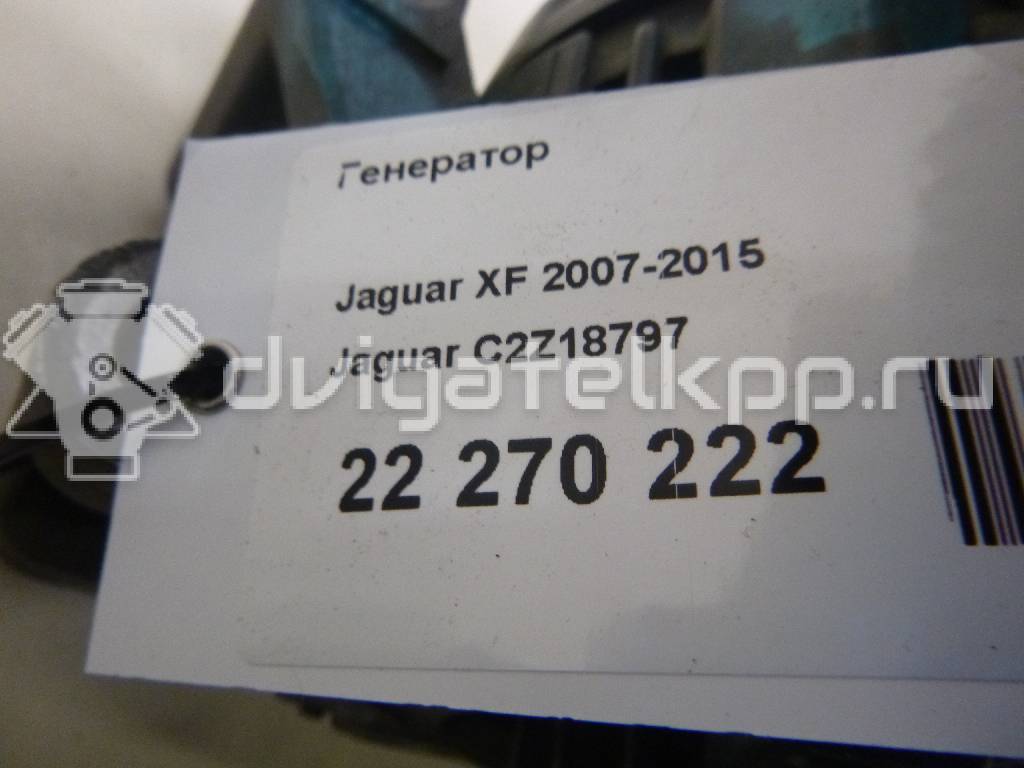 Генератор
Jaguar XF 2007-2015
Jaguar C2Z18797
dvigatelkpp.ru
22 270 222